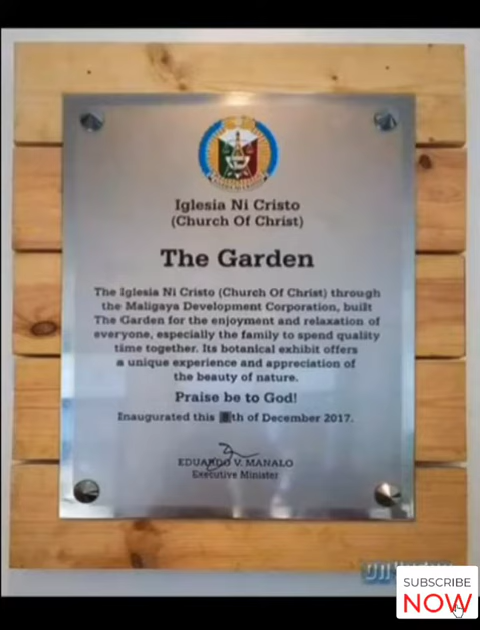 Iglesia Ni Cristo
(Church Of Christ)
The Garden
The Iglesia Ni Cristo (Church Of Christ) through
the Maligaya Development Corporation, built
The Garden for the enjoyment and relaxation of
everyone, especially the family to spend quality
time together. Its botanical exhibit offers
a unique experience and appreciation of
the beauty of nature.
Praise be to God!
Inaugurated this th of December 2017.
EDUARDO V. MANALO
Executive Minister
SUBSCRIBE
NOW